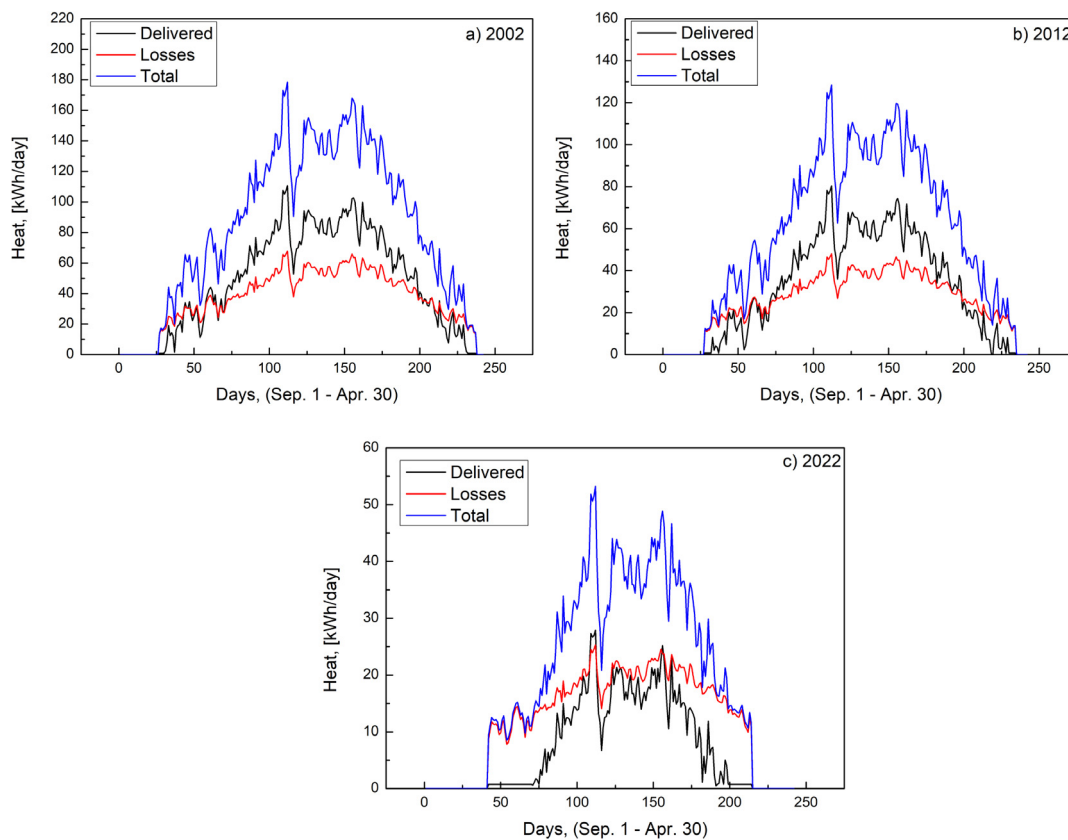 a) 2002
Delivered
Losses
Total
220
200
180
160
140
120
100
80
60
40
20
0
Heat, [kWh/day]
0 50 100 150 200 250
Days, (Sep. 1 - Apr. 30)
b) 2012
Delivered
Losses
Total
160
140
120
100
80
60
40
20
0
Heat, [kWh/day]
0 50 100 150 200 250
Days, (Sep. 1 - Apr. 30)
c) 2022
Delivered
Losses
Total
60
50
40
30
20
10
0
Heat, [kWh/day]
0 50 100 150 200 250
Days, (Sep. 1 - Apr. 30)